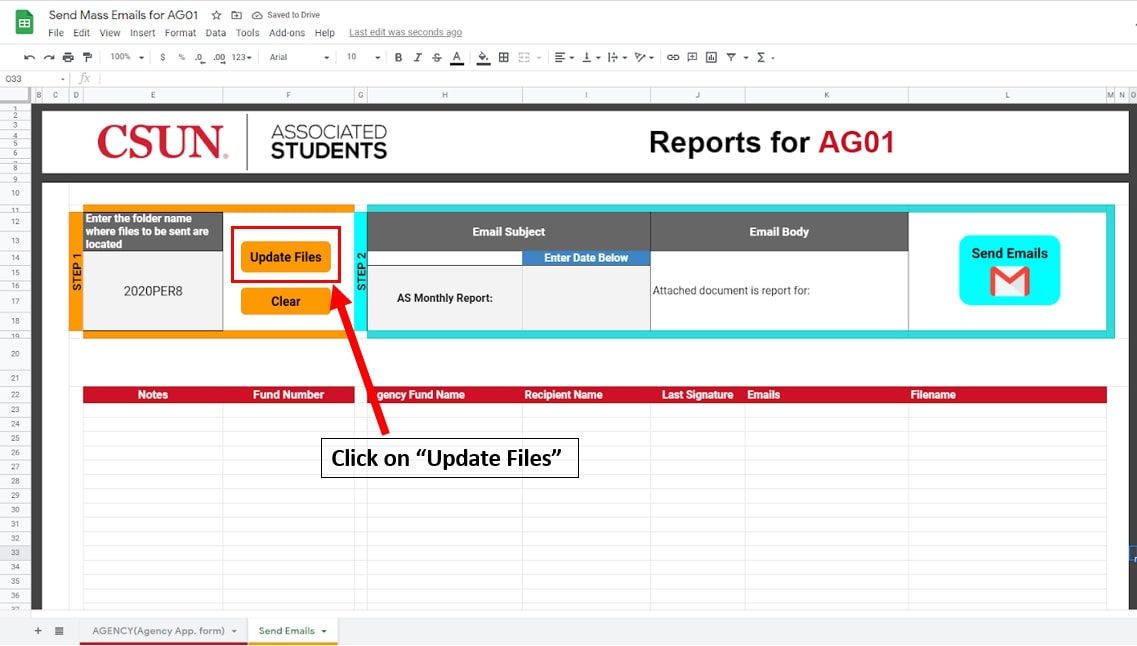 Send Mass Emails for AG01 Saved to Drive
File Edit View Insert Format Data Tools Add-ons Help Last edit was seconds ago
100% $ % .0 .00 123 Arial 10 B I S A
O33 fx
B C D E F G H I J K L M N O
1
2
3
4
5
6
7
8
9
10
11
12
13
14
15
16
17
18
19
20
21
22
23
24
25
26
27
28
29
30
31
32
33
34
35
36
37
CSUN. ASSOCIATED STUDENTS
Reports for AG01
STEP 1
Enter the folder name
where files to be sent are
located
2020PER8
Update Files
Clear
STEP 2
Email Subject
Enter Date Below
AS Monthly Report:
Email Body
Attached document is report for:
Send Emails
Notes Fund Number gency Fund Name Recipient Name Last Signature Emails Filename
Click on “Update Files”
AGENCY(Agency App. form) Send Emails